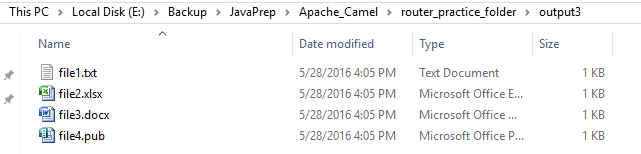 This PC > Local Disk (E:) > Backup > JavaPrep > Apache_Camel > router_practice_folder > output3
Name Date modified Type Size
file1.txt 5/28/2016 4:05 PM Text Document 1 KB
file2.xlsx 5/28/2016 4:05 PM Microsoft Office E... 1 KB
file3.docx 5/28/2016 4:05 PM Microsoft Office ... 1 KB
file4.pub 5/28/2016 4:05 PM Microsoft Office P... 1 KB